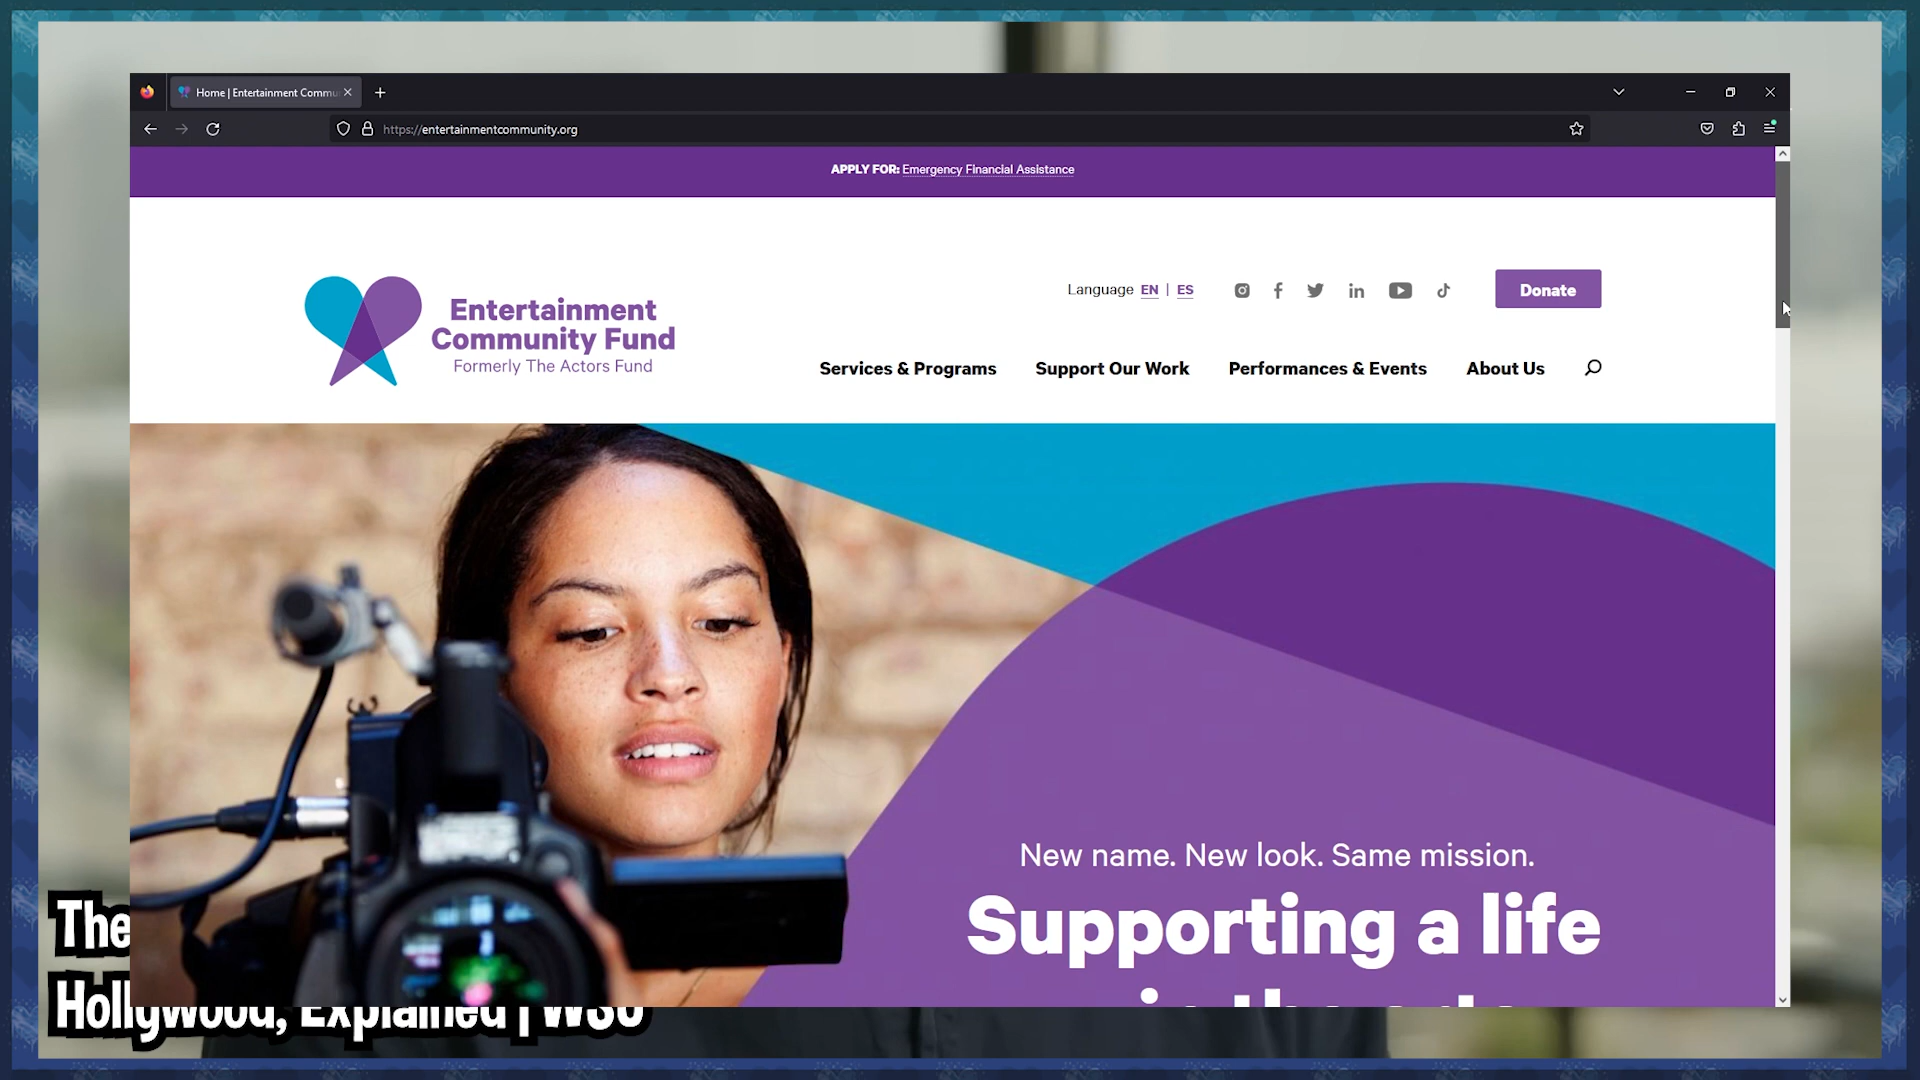 Home | Entertainment Commu
https://entertainmentcommunity.org
APPLY FOR: Emergency Financial Assistance
Language EN | ES
Donate
Entertainment
Community Fund
Formerly The Actors Fund
Services & Programs
Support Our Work
Performances & Events
About Us
New name. New look. Same mission.
Supporting a life
The
Hollywood, Explained | WSJ